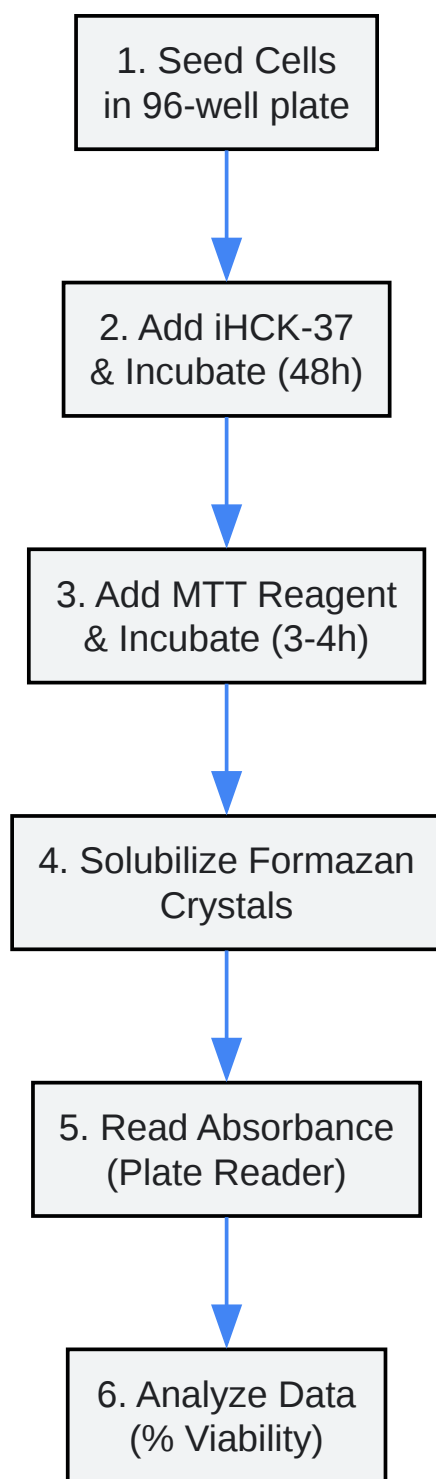 1. Seed Cells
in 96-well plate
2. Add iHCK-37
& Incubate (48h)
3. Add MTT Reagent
& Incubate (3-4h)
4. Solubilize Formazan
Crystals
5. Read Absorbance
(Plate Reader)
6. Analyze Data
(% Viability)